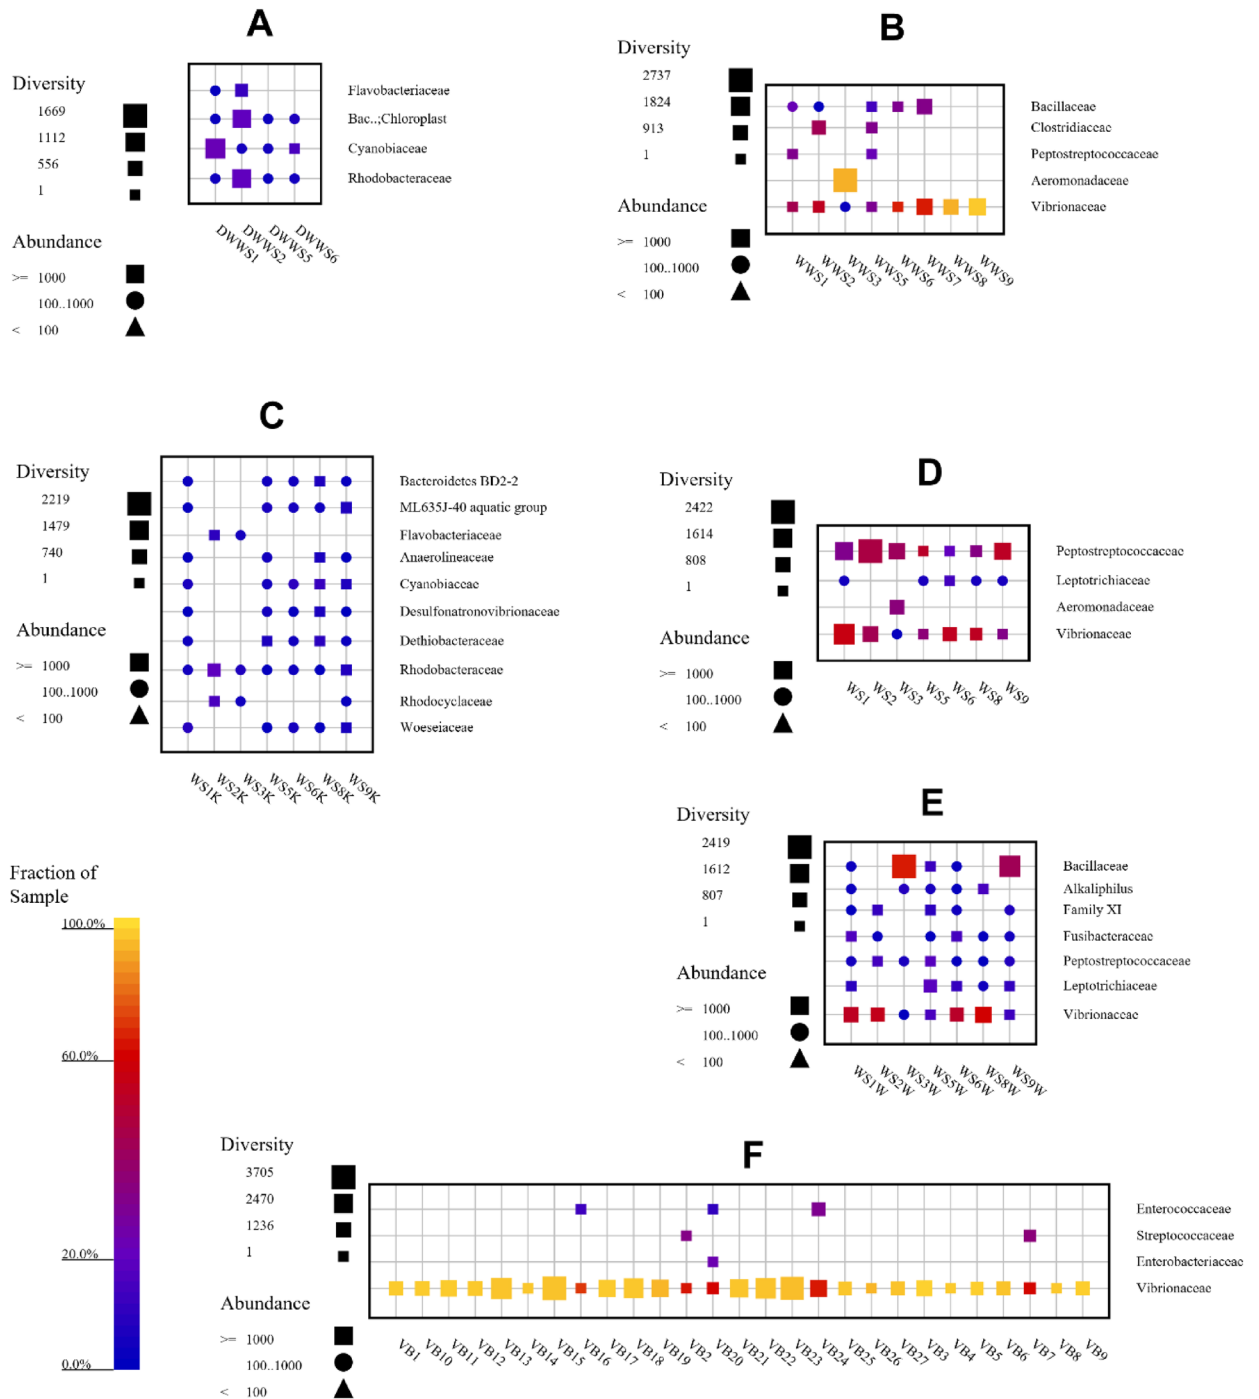 A
Diversity
1669
1112
556
1
Abundance
>= 1000
100..1000
< 100
Flavobacteriaceae
Bac..;Chloroplast
Cyanobiaceae
Rhodobacteraceae
DWWS1
DWWS2
DWWS5
DWWS6
B
Diversity
2737
1824
913
1
Abundance
>= 1000
100..1000
< 100
Bacillaceae
Clostridiaceae
Peptostreptococcaceae
Aeromonadaceae
Vibrionaceae
WWS1
WWS2
WWS3
WWS5
WWS6
WWS7
WWS8
WWS9
C
Diversity
2219
1479
740
1
Abundance
>= 1000
100..1000
< 100
Bacteroidetes BD2-2
ML635J-40 aquatic group
Flavobacteriaceae
Anaerolineaceae
Cyanobiaceae
Desulfonatronovibrionaceae
Dethiobacteraceae
Rhodobacteraceae
Rhodocyclaceae
Woeseiaceae
WS1K
WS2K
WS3K
WS5K
WS6K
WS8K
WS9K
D
Diversity
2422
1614
808
1
Abundance
>= 1000
100..1000
< 100
Peptostreptococcaceae
Leptotrichiaceae
Aeromonadaceae
Vibrionaceae
WS1
WS2
WS3
WS5
WS6
WS8
WS9
E
Diversity
2419
1612
807
1
Abundance
>= 1000
100..1000
< 100
Bacillaceae
Alkaliphilus
Family XI
Fusibacteraceae
Peptostreptococcaceae
Leptotrichiaceae
Vibrionaceae
WS1W
WS2W
WS3W
WS5W
WS6W
WS8W
WS9W
Fraction of
Sample
100.0%
60.0%
20.0%
0.0%
F
Diversity
3705
2470
1236
1
Abundance
>= 1000
100..1000
< 100
Enterococcaceae
Streptococcaceae
Enterobacteriaceae
Vibrionaceae
VB1
VB10
VB11
VB12
VB13
VB14
VB15
VB16
VB17
VB18
VB19
VB2
VB20
VB21
VB22
VB23
VB24
VB25
VB26
VB27
VB3
VB4
VB5
VB6
VB7
VB8
VB9